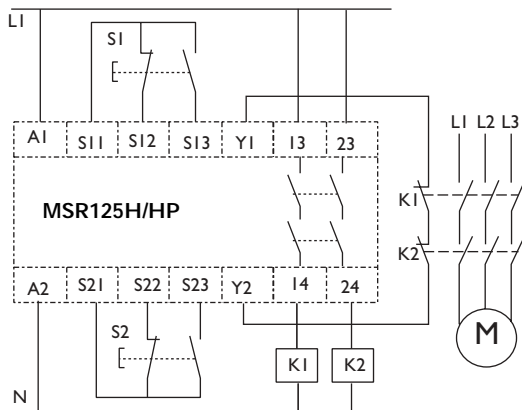 L1
S1
A1 S11 S12 S13 Y1 13 23
L1 L2 L3
MSR125H/HP
K1
K2
A2 S21 S22 S23 Y2 14 24
S2
M
K1 K2
N